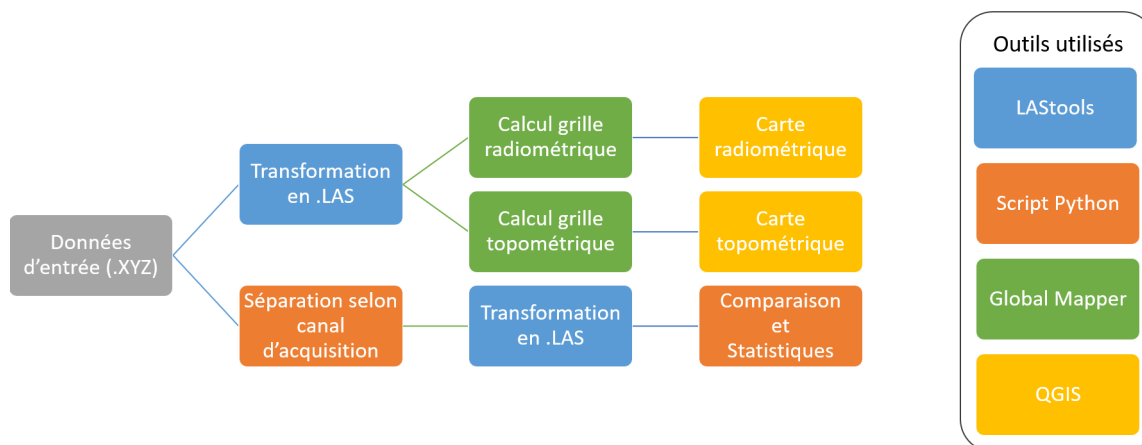 Outils utilisés
LAStools
Script Python
Global Mapper
QGIS
Données
d'entrée (.XYZ)
Transformation
en .LAS
Séparation selon
canal
d'acquisition
Calcul grille
radiométrique
Calcul grille
topométrique
Transformation
en .LAS
Carte
radiométrique
Carte
topométrique
Comparaison
et
Statistiques